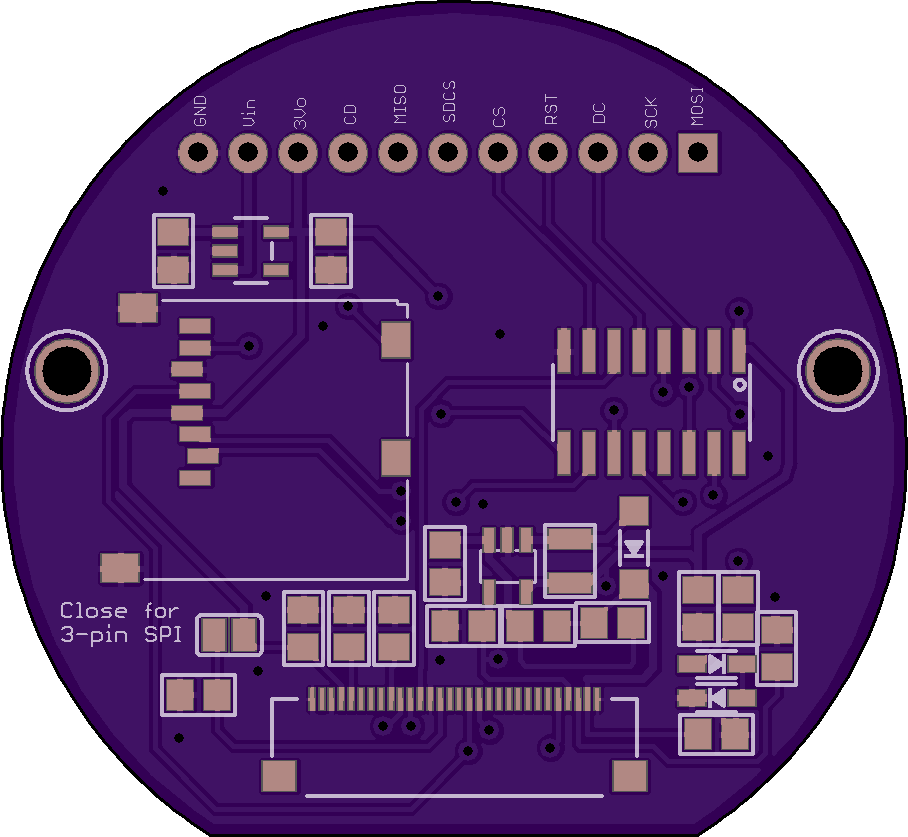 GND
Vin
3Vo
CD
MISO
SDCS
CS
RST
DC
SCK
MOSI
Close for
3-pin SPI